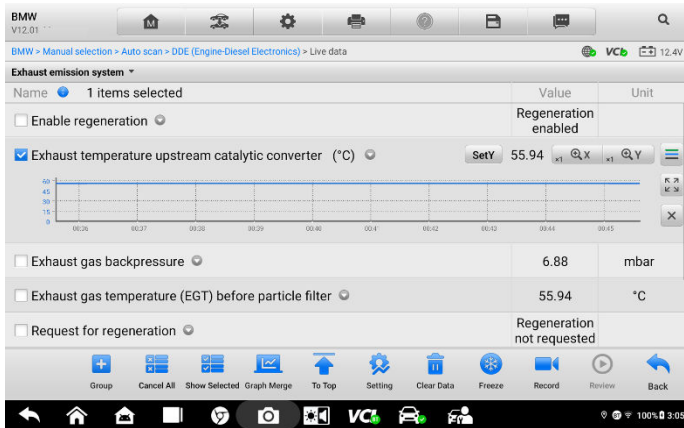 BMW
V12.01
BMW > Manual selection > Auto scan > DDE (Engine-Diesel Electronics) > Live data
VCI 12.4V
Exhaust emission system
Name 1 items selected Value Unit
Enable regeneration Regeneration enabled
Exhaust temperature upstream catalytic converter (°C) SetY 55.94 x1 X x1 Y
60
45
30
15
0
00:36 00:37 00:38 00:39 00:40 00:41 00:42 00:43 00:44 00:45
Exhaust gas backpressure 6.88 mbar
Exhaust gas temperature (EGT) before particle filter 55.94 °C
Request for regeneration Regeneration not requested
Group Cancel All Show Selected Graph Merge To Top Setting Clear Data Freeze Record Review Back
VCI 100% 3:05